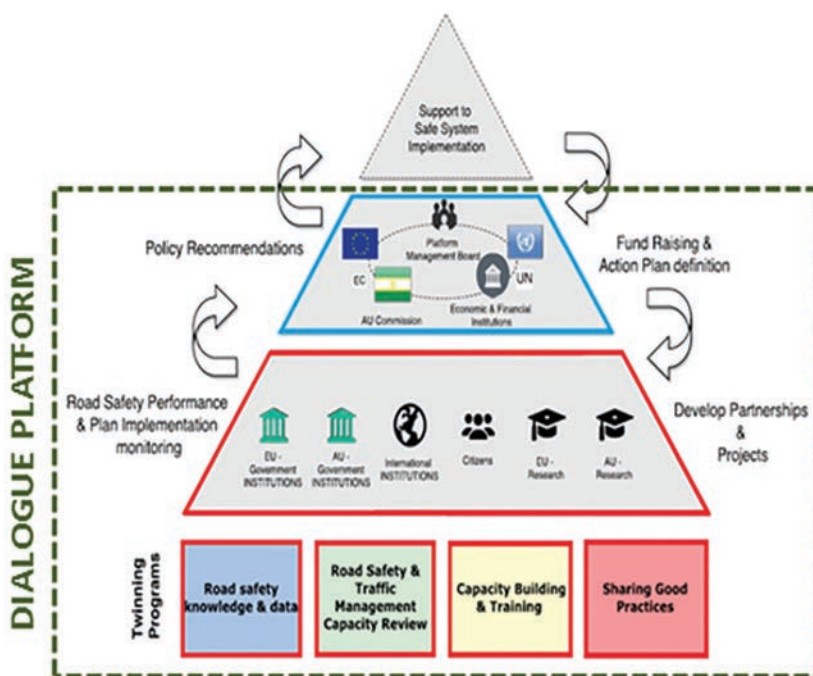 Support to
Safe System
Implementation
DIALOGUE PLATFORM
Policy Recommendations
Platform
Management Board
EC
UN
AU Commission
Economic & Financial
Institutions
Fund Raising &
Action Plan definition
Road Safety Performance
& Plan Implementation
monitoring
EU -
Government
INSTITUTIONS
AU -
Government
INSTITUTIONS
International
INSTITUTIONS
Citizens
EU -
Research
AU -
Research
Develop Partnerships
&
Projects
Twinning
Programs
Road safety
knowledge & data
Road Safety &
Traffic
Management
Capacity Review
Capacity Building
& Training
Sharing Good
Practices